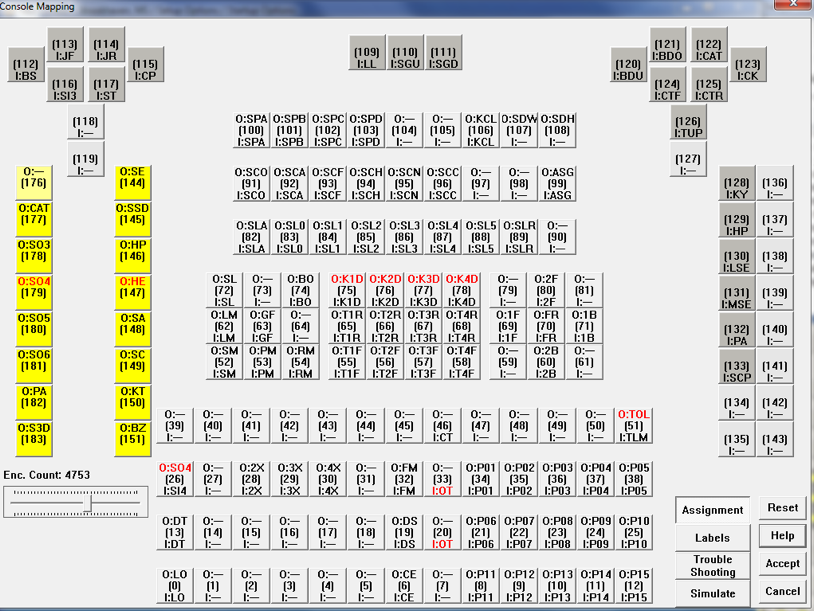 Console Mapping
(109) (110) (111)
I:LL I:SGU I:SGD
(113) (114)
I:JF I:JR
(112) (115)
I:BS I:CP
(116) (117)
I:SI3 I:ST
(118)
I:—
(119)
I:—
(121) (122)
I:BDO I:CAT
(120) (123)
I:BDU I:CK
(124) (125)
I:CTF I:CTR
(126)
I:TUP
(127)
I:—
O:SPA O:SPB O:SPC O:SPD O:— O:— O:KCL O:SDW O:SDH
(100) (101) (102) (103) (104) (105) (106) (107) (108)
I:SPA I:SPB I:SPC I:SPD I:— I:— I:KCL I:— I:—
O:SCO O:SCA O:SCF O:SCH O:SCN O:SCC O:— O:— O:ASG
(91) (92) (93) (94) (95) (96) (97) (98) (99)
I:SCO I:SCA I:SCF I:SCH I:SCN I:SCC I:— I:— I:ASG
O:SLA O:SL0 O:SL1 O:SL2 O:SL3 O:SL4 O:SL5 O:SLR O:—
(82) (83) (84) (85) (86) (87) (88) (89) (90)
I:SLA I:SL0 I:SL1 I:SL2 I:SL3 I:SL4 I:SL5 I:SLR I:—
O:SL O:— O:BO O:K1D O:K2D O:K3D O:K4D O:— O:2F O:—
(72) (73) (74) (75) (76) (77) (78) (79) (80) (81)
I:SL I:— I:BO I:K1D I:K2D I:K3D I:K4D I:— I:2F I:—
O:LM O:GF O:— O:T1R O:T2R O:T3R O:T4R O:1F O:FR O:1B
(62) (63) (64) (65) (66) (67) (68) (69) (70) (71)
I:LM I:GF I:— I:T1R I:T2R I:T3R I:T4R I:1F I:FR I:1B
O:SM O:PM O:RM O:T1F O:T2F O:T3F O:T4F O:— O:2B O:—
(52) (53) (54) (55) (56) (57) (58) (59) (60) (61)
I:SM I:PM I:RM I:T1F I:T2F I:T3F I:T4F I:— I:2B I:—
O:— O:SE
(176) (144)
O:CAT O:SSD
(177) (145)
O:SO3 O:HP
(178) (146)
O:SO4 O:HE
(179) (147)
O:SO5 O:SA
(180) (148)
O:SO6 O:SC
(181) (149)
O:PA O:KT
(182) (150)
O:S3D O:BZ
(183) (151)
(128) (136)
I:KY I:—
(129) (137)
I:HP I:—
(130) (138)
I:LSE I:—
(131) (139)
I:MSE I:—
(132) (140)
I:PA I:—
(133) (141)
I:SCP I:—
(134) (142)
I:— I:—
(135) (143)
I:— I:—
O:— O:— O:— O:— O:— O:— O:— O:— O:— O:— O:— O:— O:TOL
(39) (40) (41) (42) (43) (44) (45) (46) (47) (48) (49) (50) (51)
I:— I:— I:— I:— I:— I:— I:— I:CT I:— I:— I:— I:— I:TLM
Enc. Count: 4753
O:SO4 O:— O:2X O:3X O:4X O:— O:FM O:— O:P01 O:P02 O:P03 O:P04 O:P05
(26) (27) (28) (29) (30) (31) (32) (33) (34) (35) (36) (37) (38)
I:SI4 I:— I:2X I:3X I:4X I:— I:FM I:OT I:P01 I:P02 I:P03 I:P04 I:P05
O:DT O:— O:— O:— O:— O:— O:DS O:— O:P06 O:P07 O:P08 O:P09 O:P10
(13) (14) (15) (16) (17) (18) (19) (20) (21) (22) (23) (24) (25)
I:DT I:— I:— I:— I:— I:— I:DS I:OT I:P06 I:P07 I:P08 I:P09 I:P10
O:LO O:— O:— O:— O:— O:— O:CE O:— O:P11 O:P12 O:P13 O:P14 O:P15
(0) (1) (2) (3) (4) (5) (6) (7) (8) (9) (10) (11) (12)
I:LO I:— I:— I:— I:— I:— I:CE I:— I:P11 I:P12 I:P13 I:P14 I:P15
Assignment Reset
Labels Help
Trouble
Shooting Accept
Simulate Cancel